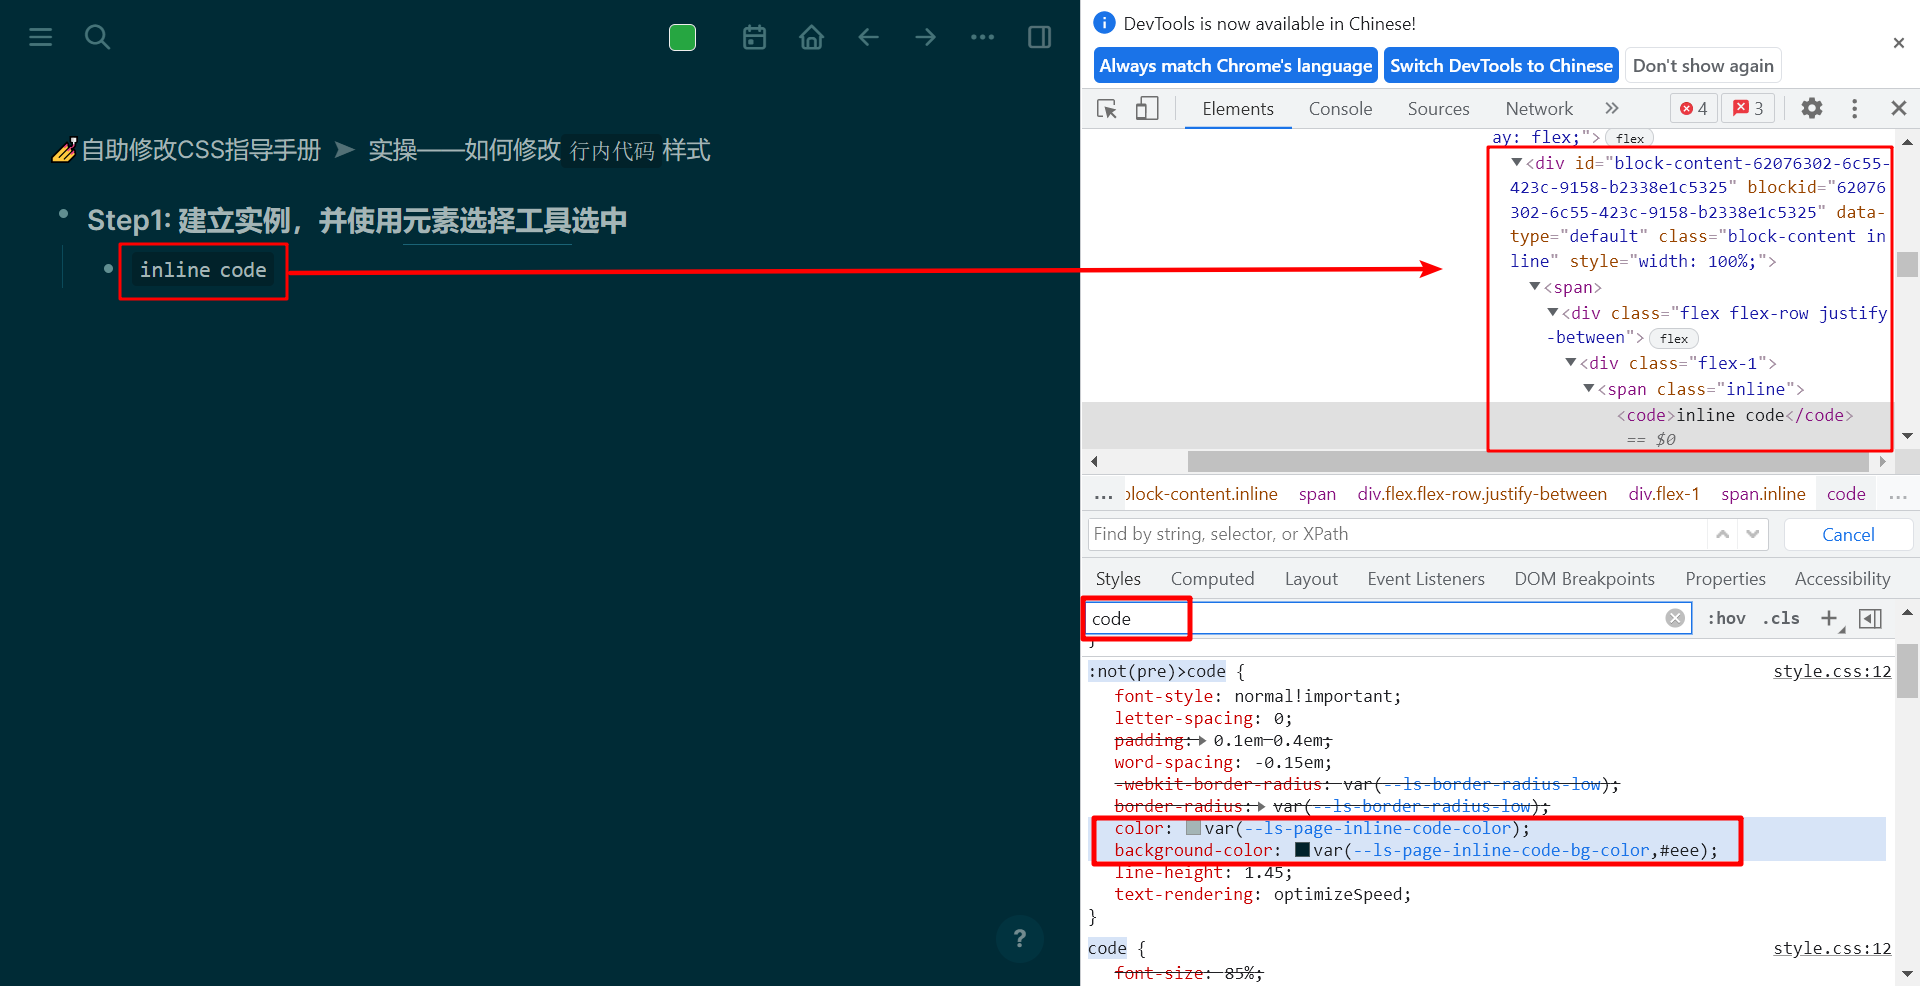 自助修改CSS指导手册 ➤ 实操——如何修改 行内代码 样式
Step1: 建立实例，并使用元素选择工具选中
inline code
?
DevTools is now available in Chinese!
Always match Chrome's language Switch DevTools to Chinese Don't show again
Elements Console Sources Network 4 3
ay: flex;"> flex
<div id="block-content-62076302-6c55-
423c-9158-b2338e1c5325" blockid="62076
302-6c55-423c-9158-b2338e1c5325" data-
type="default" class="block-content in
line" style="width: 100%;">
<span>
<div class="flex flex-row justify
-between"> flex
<div class="flex-1">
<span class="inline">
<code>inline code</code>
== $0
... block-content.inline span div.flex.flex-row.justify-between div.flex-1 span.inline code ...
Find by string, selector, or XPath Cancel
Styles Computed Layout Event Listeners DOM Breakpoints Properties Accessibility
code :hov .cls +
}
:not(pre)>code { style.css:12
font-style: normal!important;
letter-spacing: 0;
padding: 0.1em 0.4em;
word-spacing: -0.15em;
-webkit-border-radius: var(--ls-border-radius-low);
border-radius: var(--ls-border-radius-low);
color: var(--ls-page-inline-code-color);
background-color: var(--ls-page-inline-code-bg-color,#eee);
line-height: 1.45;
text-rendering: optimizeSpeed;
}
code { style.css:12
font-size: 85%;